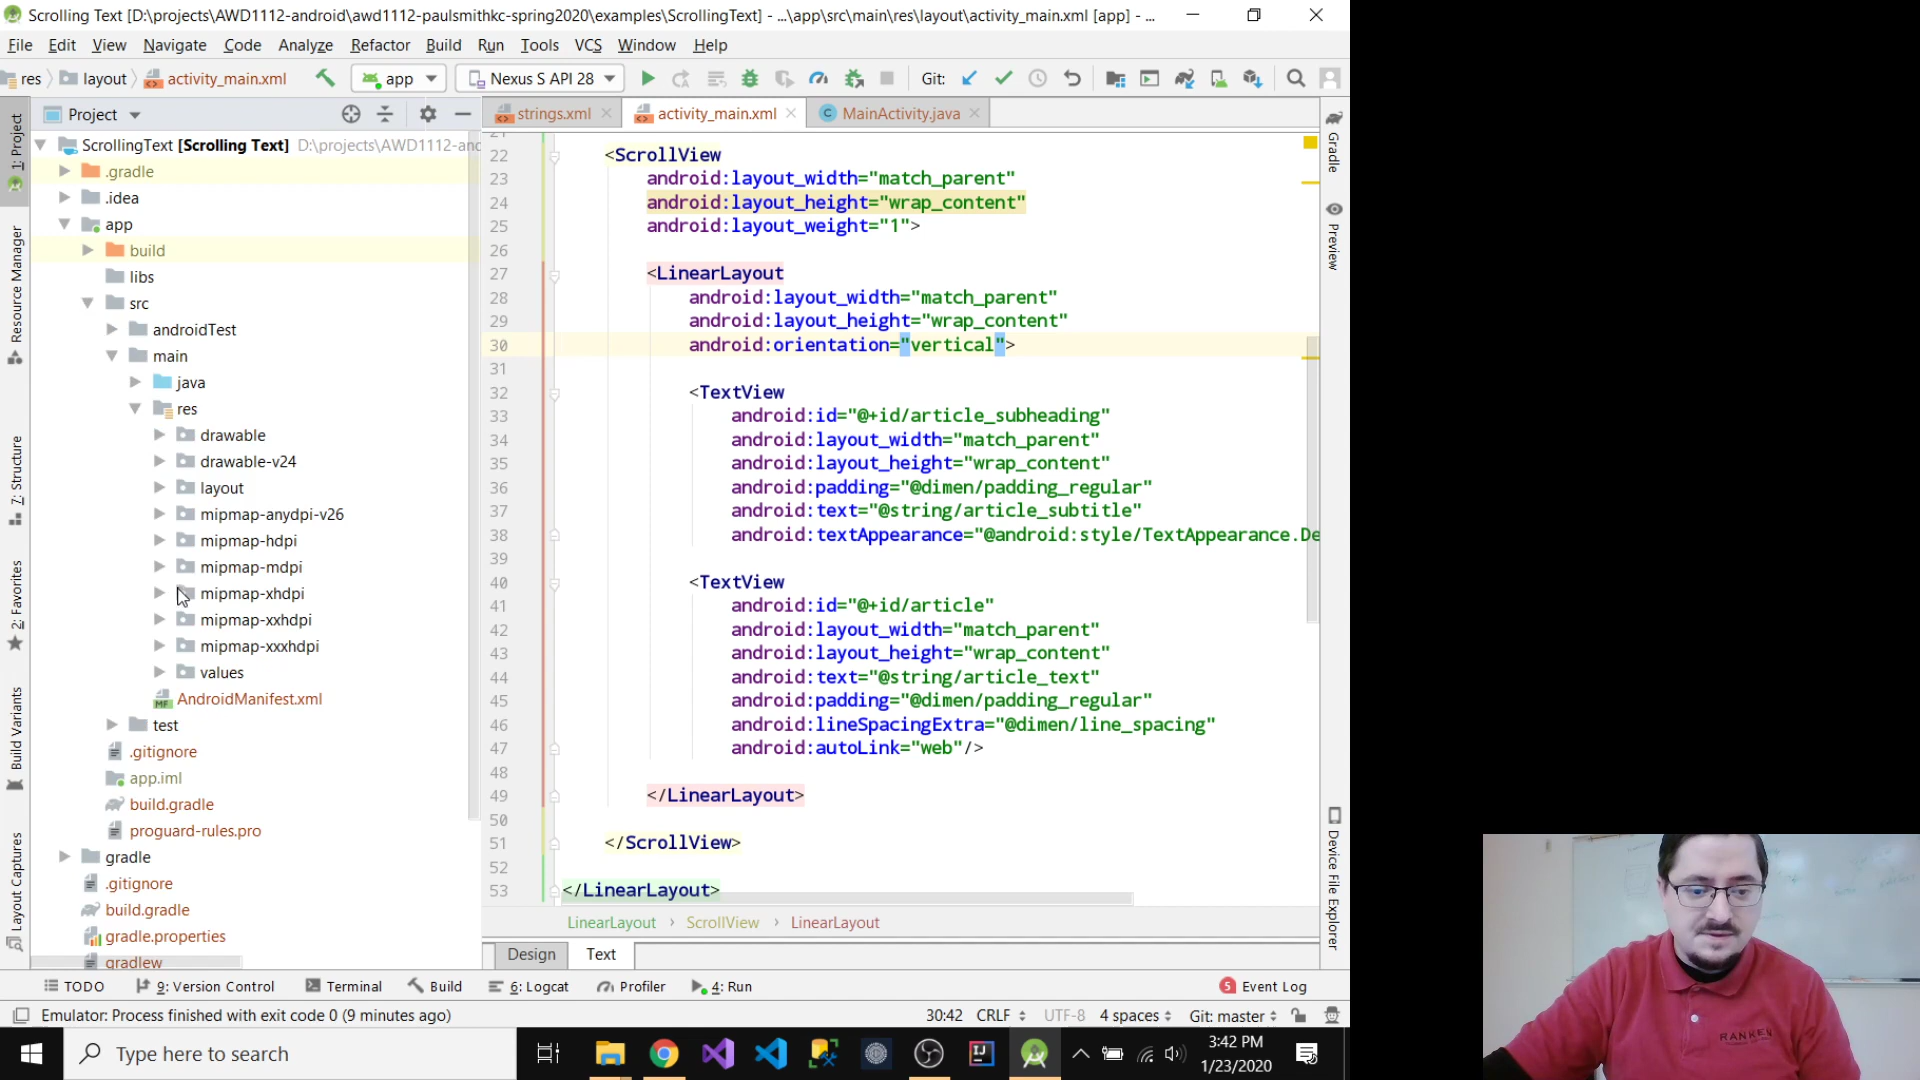 Scrolling Text [D:\projects\AWD1112-android\awd1112-paulsmithkc-spring2020\examples\ScrollingText] - ...\app\src\main\res\layout\activity_main.xml [app] - ...
File Edit View Navigate Code Analyze Refactor Build Run Tools VCS Window Help
res layout activity_main.xml app Nexus S API 28 Git:
Project
strings.xml activity_main.xml MainActivity.java
1: Project
Resource Manager
7: Structure
2: Favorites
Build Variants
Layout Captures
ScrollingText [Scrolling Text] D:\projects\AWD1112-and
.gradle
.idea
app
build
libs
src
androidTest
main
java
res
drawable
drawable-v24
layout
mipmap-anydpi-v26
mipmap-hdpi
mipmap-mdpi
mipmap-xhdpi
mipmap-xxhdpi
mipmap-xxxhdpi
values
MF AndroidManifest.xml
test
.gitignore
app.iml
build.gradle
proguard-rules.pro
gradle
.gitignore
build.gradle
gradle.properties
gradlew
21
22 <ScrollView
23 android:layout_width="match_parent"
24 android:layout_height="wrap_content"
25 android:layout_weight="1">
26
27 <LinearLayout
28 android:layout_width="match_parent"
29 android:layout_height="wrap_content"
30 android:orientation="vertical">
31
32 <TextView
33 android:id="@+id/article_subheading"
34 android:layout_width="match_parent"
35 android:layout_height="wrap_content"
36 android:padding="@dimen/padding_regular"
37 android:text="@string/article_subtitle"
38 android:textAppearance="@android:style/TextAppearance.De
39
40 <TextView
41 android:id="@+id/article"
42 android:layout_width="match_parent"
43 android:layout_height="wrap_content"
44 android:text="@string/article_text"
45 android:padding="@dimen/padding_regular"
46 android:lineSpacingExtra="@dimen/line_spacing"
47 android:autoLink="web"/>
48
49 </LinearLayout>
50
51 </ScrollView>
52
53 </LinearLayout>
LinearLayout › ScrollView › LinearLayout
Design Text
Gradle
Preview
Device File Explorer
TODO 9: Version Control Terminal Build 6: Logcat Profiler 4: Run 5 Event Log
Emulator: Process finished with exit code 0 (9 minutes ago) 30:42 CRLF UTF-8 4 spaces Git: master
Type here to search
3:42 PM
1/23/2020
RANKEN